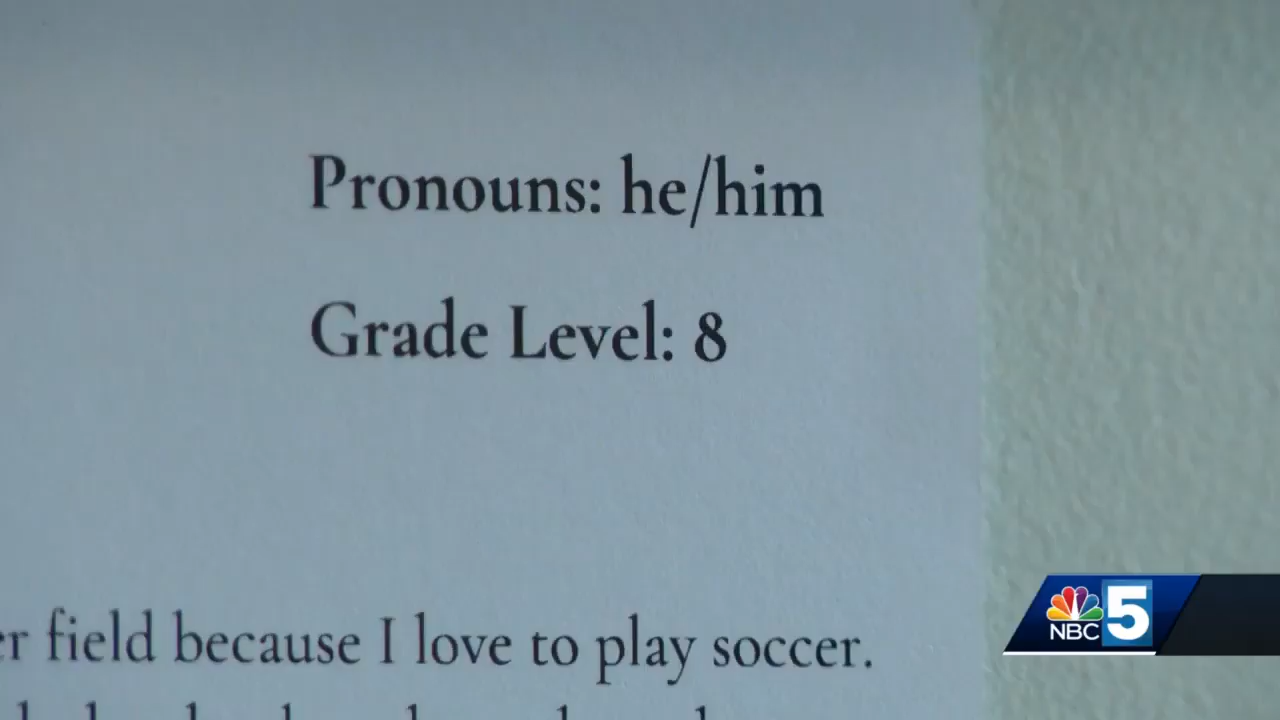 Pronouns: he/him
Grade Level: 8
field because I love to play soccer.
NBC 5